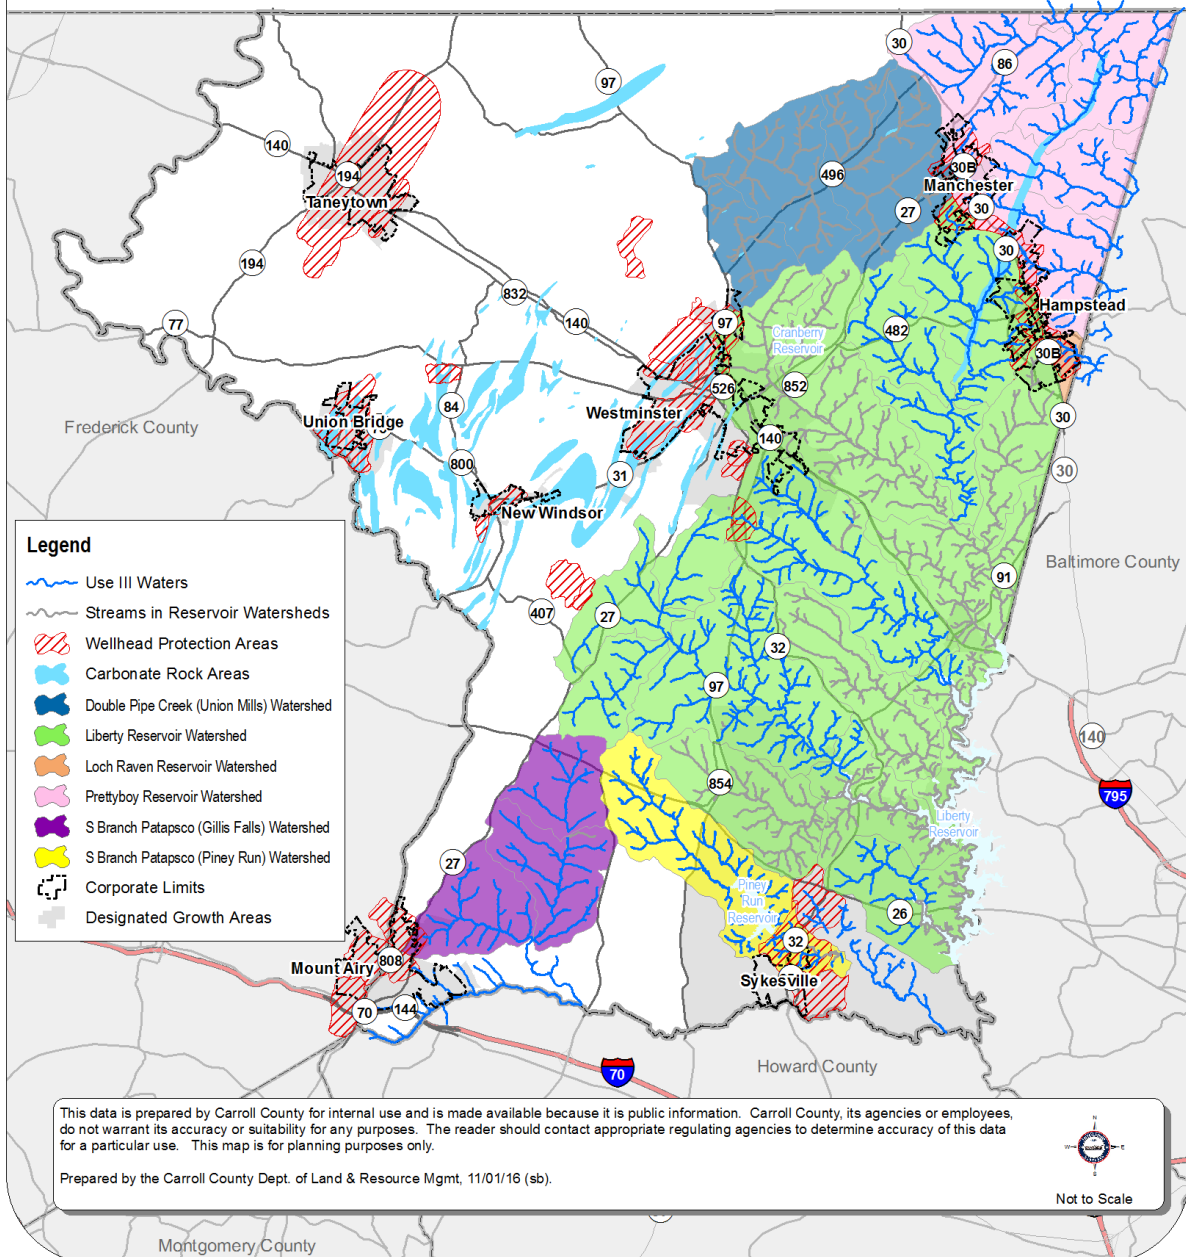 30
86
97
140
194
496
30B
Taneytown
Manchester
27
30
30
194
832
Hampstead
77
140
97
482
Cranberry
Reservoir
30B
526
852
84
Westminster
30
Union Bridge
Frederick County
140
800
31
30
New Windsor
Legend
Use III Waters
Streams in Reservoir Watersheds
Wellhead Protection Areas
Carbonate Rock Areas
Double Pipe Creek (Union Mills) Watershed
Liberty Reservoir Watershed
Loch Raven Reservoir Watershed
Prettyboy Reservoir Watershed
S Branch Patapsco (Gillis Falls) Watershed
S Branch Patapsco (Piney Run) Watershed
Corporate Limits
Designated Growth Areas
Baltimore County
91
407
27
32
97
140
854
795
Liberty
Reservoir
27
Piney
Run
Reservoir
26
32
808
Mount Airy
Sykesville
70
144
Howard County
70
This data is prepared by Carroll County for internal use and is made available because it is public information. Carroll County, its agencies or employees,
do not warrant its accuracy or suitability for any purposes. The reader should contact appropriate regulating agencies to determine accuracy of this data
for a particular use. This map is for planning purposes only.
Prepared by the Carroll County Dept. of Land & Resource Mgmt, 11/01/16 (sb).
N
W
E
S
Not to Scale
Montgomery County